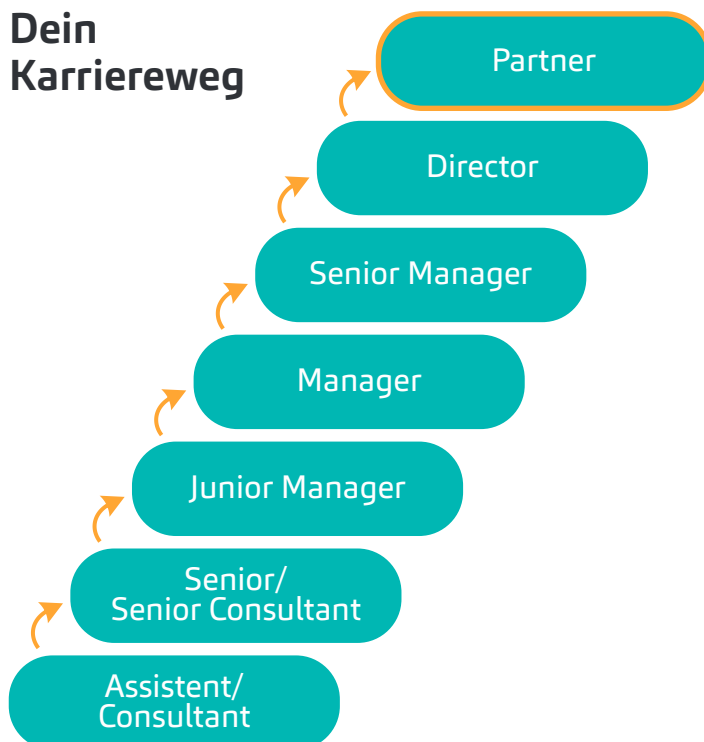 Dein
Karriereweg
Partner
Director
Senior Manager
Manager
Junior Manager
Senior/
Senior Consultant
Assistent/
Consultant